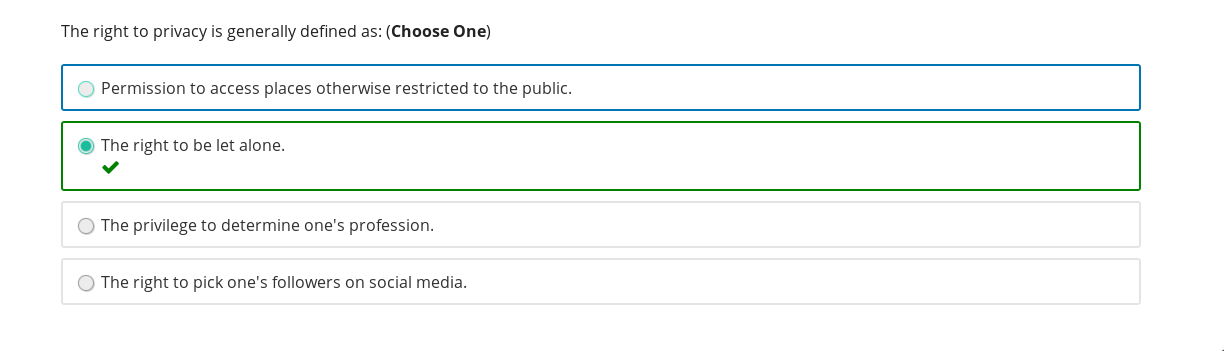 The right to privacy is generally defined as: (Choose One)
Permission to access places otherwise restricted to the public.
The right to be let alone.
The privilege to determine one's profession.
The right to pick one's followers on social media.